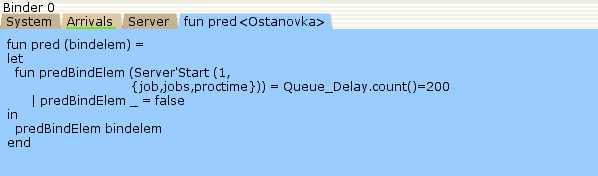 Binder 0
System Arrivals Server fun pred<Ostanovka>
fun pred (bindelem) =
let
fun predBindElem (Server'Start (1,
{job,jobs,proctime})) = Queue_Delay.count()=200
| predBindElem _ = false
in
predBindElem bindelem
end